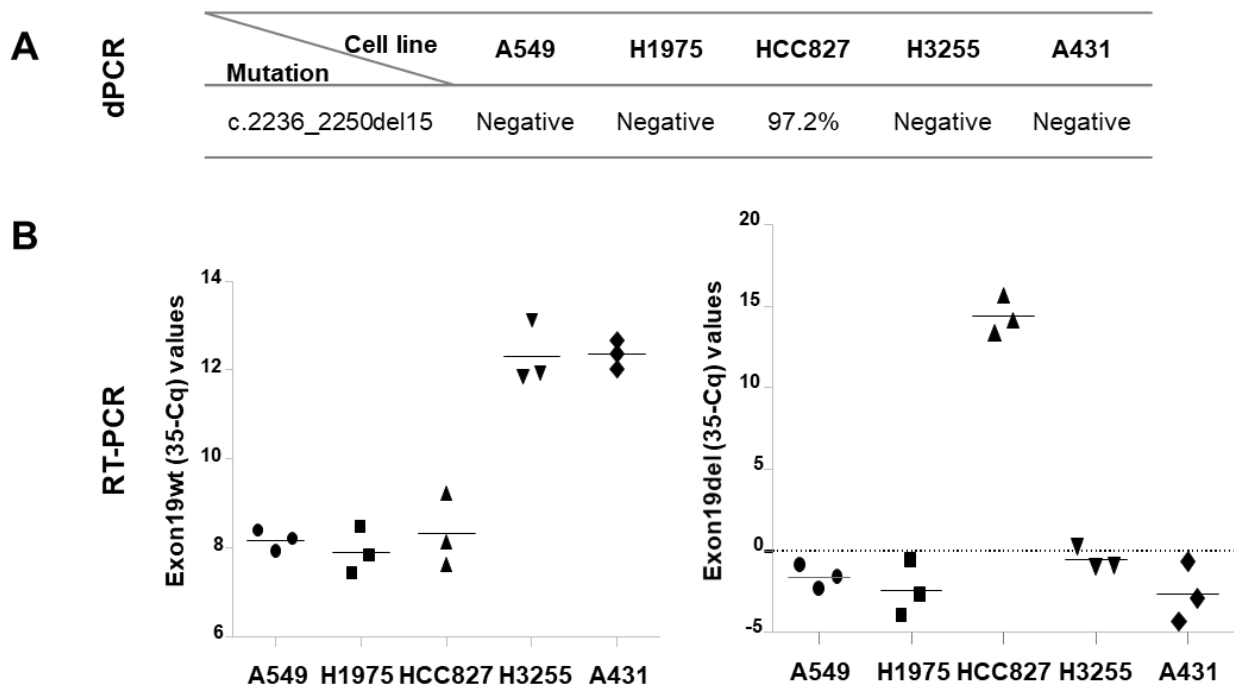 A
dPCR
Cell line A549 H1975 HCC827 H3255 A431
Mutation
c.2236_2250del15 Negative Negative 97.2% Negative Negative
B
RT-PCR
Exon19wt (35-Cq) values
14
12
10
8
6
A549 H1975 HCC827 H3255 A431
Exon19del (35-Cq) values
20
15
10
5
0
-5
A549 H1975 HCC827 H3255 A431